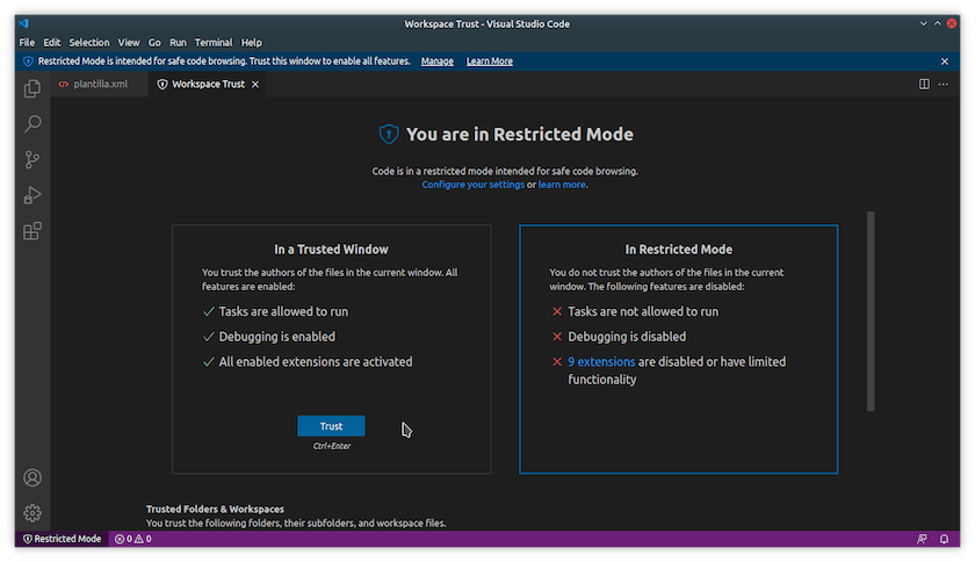 Workspace Trust - Visual Studio Code
File Edit Selection View Go Run Terminal Help
Restricted Mode is intended for safe code browsing. Trust this window to enable all features. Manage Learn More
plantilla.xml Workspace Trust
You are in Restricted Mode
Code is in a restricted mode intended for safe code browsing.
Configure your settings or learn more.
In a Trusted Window
You trust the authors of the files in the current window. All
features are enabled:
Tasks are allowed to run
Debugging is enabled
All enabled extensions are activated
Trust
Ctrl+Enter
In Restricted Mode
You do not trust the authors of the files in the current
window. The following features are disabled:
Tasks are not allowed to run
Debugging is disabled
9 extensions are disabled or have limited
functionality
Trusted Folders & Workspaces
You trust the following folders, their subfolders, and workspace files.
Restricted Mode 0 0